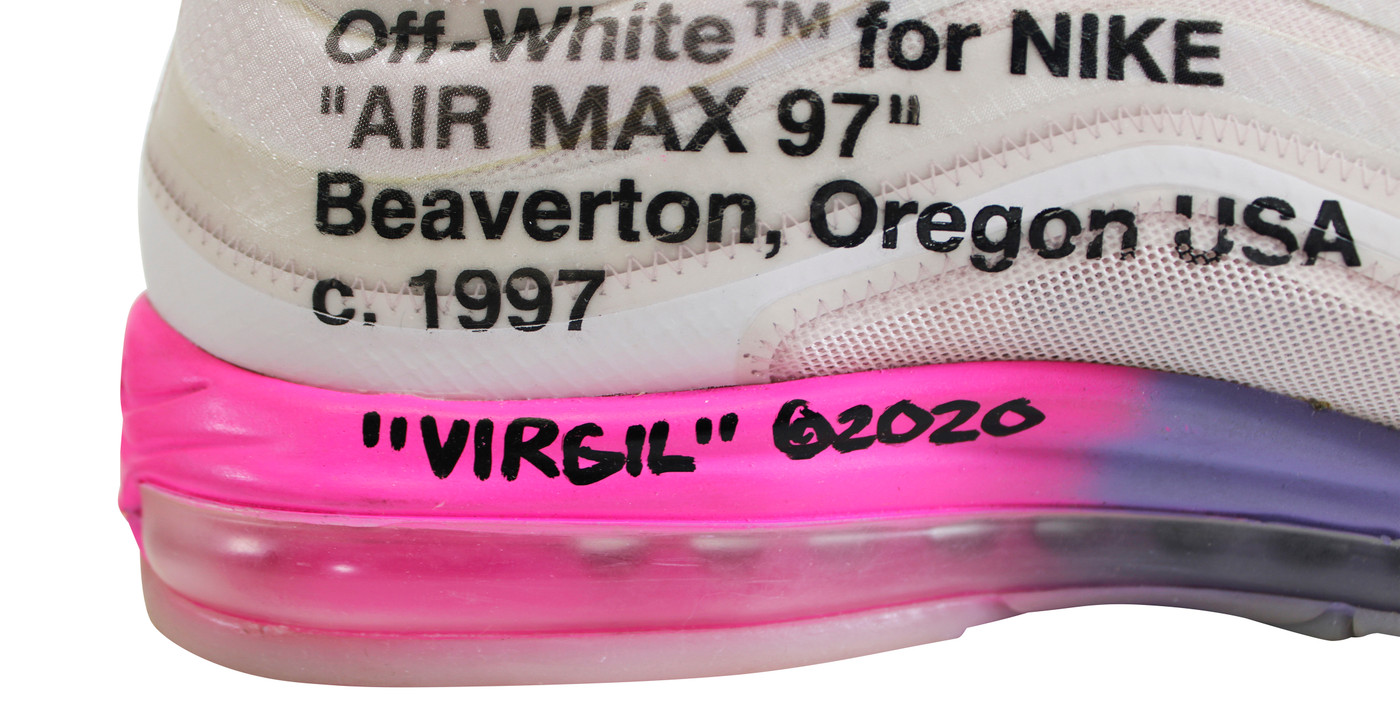 Off-White™ for NIKE
"AIR MAX 97"
Beaverton, Oregon USA
c. 1997
"VIRGIL" ©2020